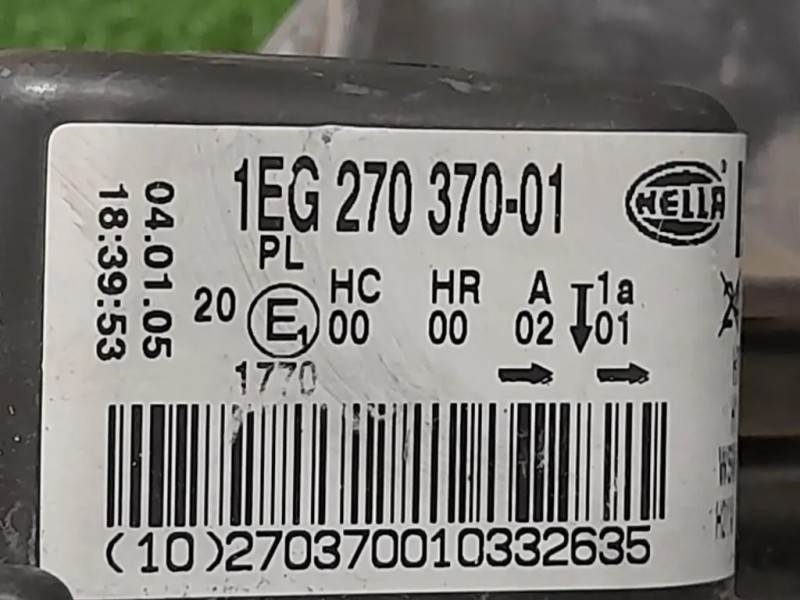 1EG 270 370-01
HELLA
04.01.05
18:39:53
PL
20 E1 HC HR A 1a
00 00 02 01
1770
(10)270370010332635